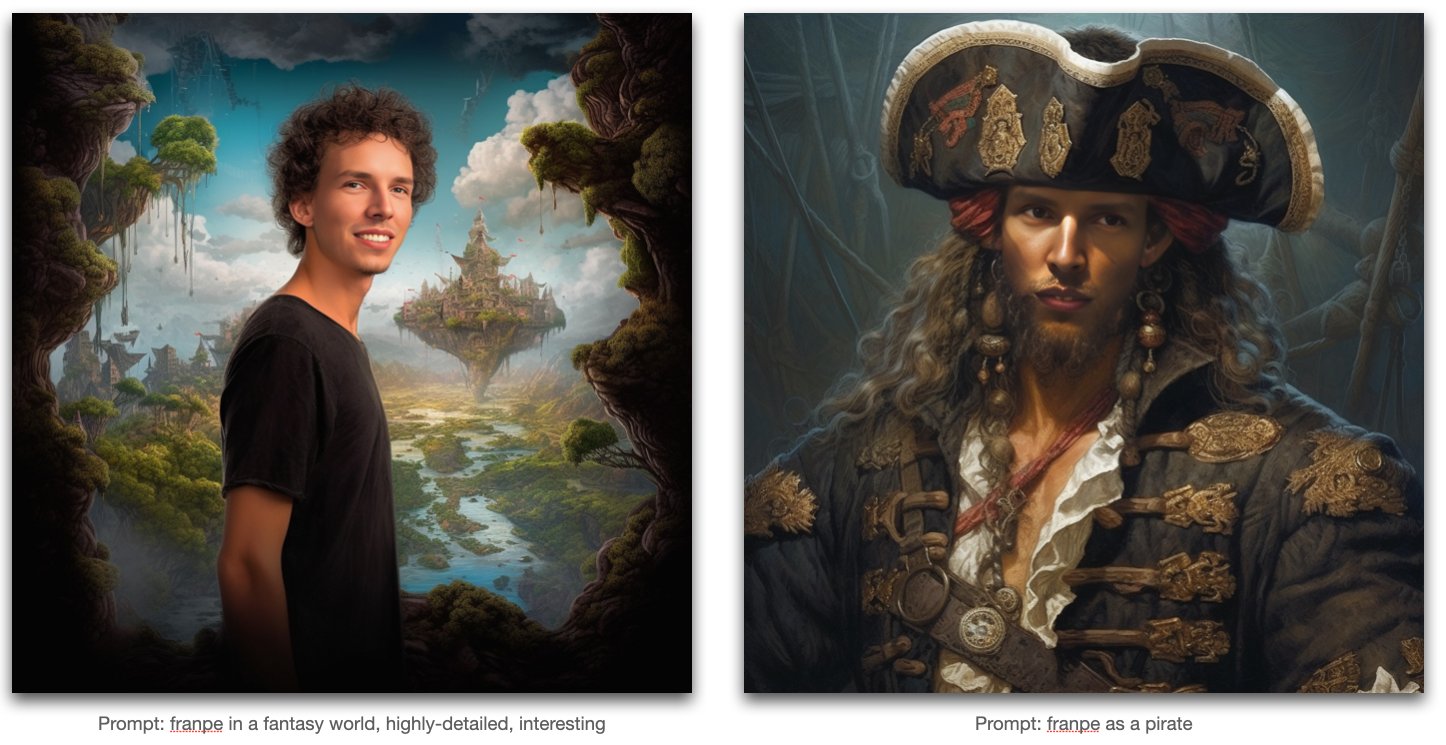 Prompt: franpe in a fantasy world, highly-detailed, interesting
Prompt: franpe as a pirate